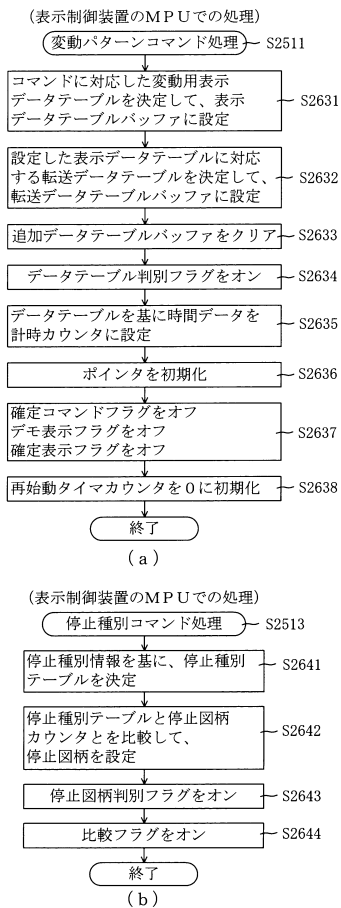 (表示制御装置のMPUでの処理)
変動パターンコマンド処理
S2511
コマンドに対応した変動用表示
データテーブルを決定して、表示
データテーブルバッファに設定
S2631
設定した表示データテーブルに対応
する転送データテーブルを決定して、
転送データテーブルバッファに設定
S2632
追加データテーブルバッファをクリア
S2633
データテーブル判別フラグをオン
S2634
データテーブルを基に時間データを
計時カウンタに設定
S2635
ポインタを初期化
S2636
確定コマンドフラグをオフ
デモ表示フラグをオフ
確定表示フラグをオフ
S2637
再始動タイマカウンタを0に初期化
S2638
終了
(a)
(表示制御装置のMPUでの処理)
停止種別コマンド処理
S2513
停止種別情報を基に、停止種別
テーブルを決定
S2641
停止種別テーブルと停止図柄
カウンタとを比較して、
停止図柄を設定
S2642
停止図柄判別フラグをオン
S2643
比較フラグをオン
S2644
終了
(b)